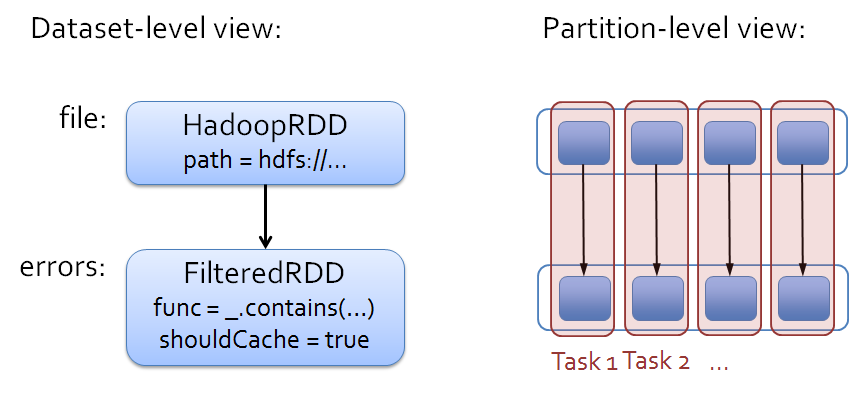 Dataset-level view:
file:
HadoopRDD
path = hdfs://...
errors:
FilteredRDD
func = _.contains(...)
shouldCache = true
Partition-level view:
Task 1 Task 2 ...